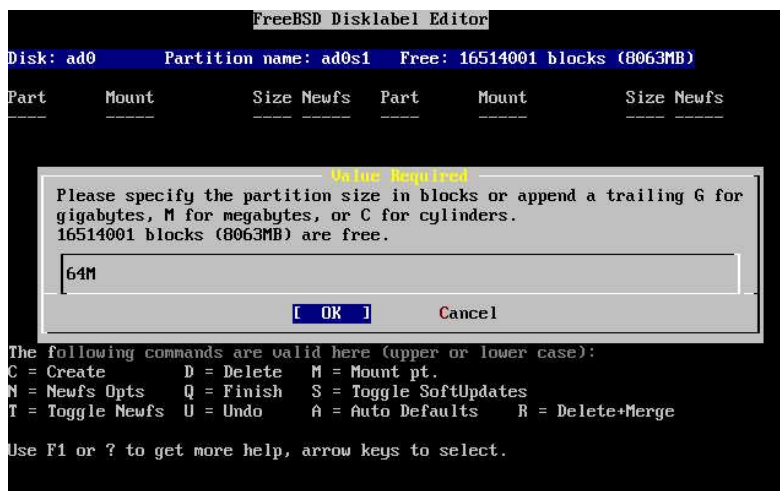 FreeBSD Disklabel Editor
Disk: ad0 Partition name: ad0s1 Free: 16514001 blocks (8063MB)
Part Mount Size Newfs Part Mount Size Newfs
---- ----- ---- ----- ---- ----- ---- -----
Value Required
Please specify the partition size in blocks or append a trailing G for
gigabytes, M for megabytes, or C for cylinders.
16514001 blocks (8063MB) are free.
64M
[ OK ] Cancel
The following commands are valid here (upper or lower case):
C = Create D = Delete M = Mount pt.
N = Newfs Opts Q = Finish S = Toggle SoftUpdates
T = Toggle Newfs U = Undo A = Auto Defaults R = Delete+Merge
Use F1 or ? to get more help, arrow keys to select.